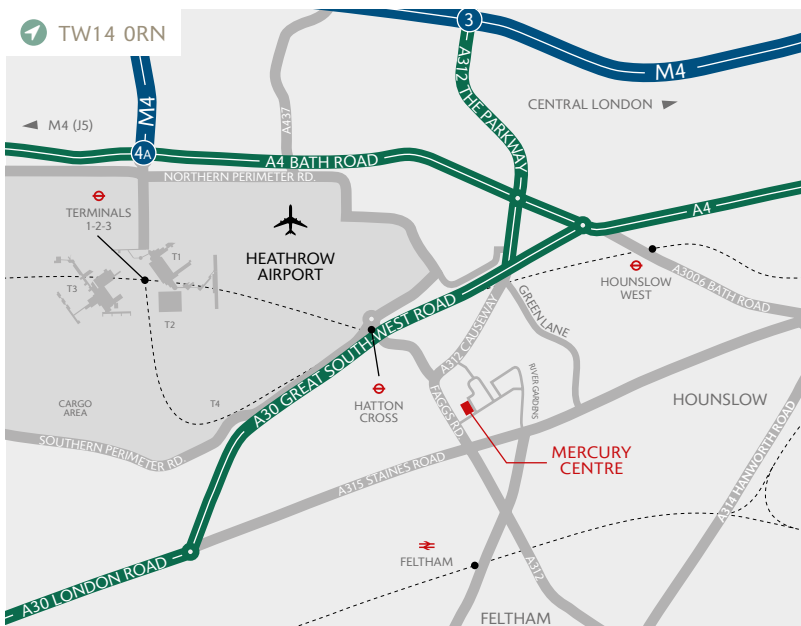 TW14 0RN
3
M4
A312 THE PARKWAY
CENTRAL LONDON
M4
A437
M4 (J5)
4A
A4 BATH ROAD
NORTHERN PERIMETER RD.
TERMINALS
1-2-3
A4
HEATHROW
AIRPORT
T1
T3
T2
HOUNSLOW
WEST
A3006 BATH ROAD
GREEN LANE
A312 CAUSEWAY
A30 GREAT SOUTH WEST ROAD
RIVER GARDENS
FAGGS RD.
HATTON
CROSS
T4
CARGO
AREA
HOUNSLOW
SOUTHERN PERIMETER RD.
MERCURY
CENTRE
A315 STAINES ROAD
A314 HANWORTH ROAD
FELTHAM
A312
A30 LONDON ROAD
FELTHAM